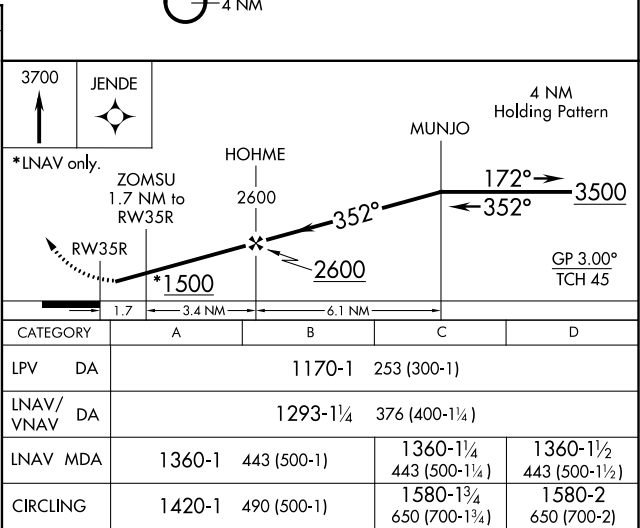 4 NM
3700
JENDE
4 NM
Holding Pattern
MUNJO
*LNAV only.
HOHME
ZOMSU
1.7 NM to
RW35R
2600
172°
3500
352°
352°
RW35R
*1500
2600
GP 3.00°
TCH 45
1.7
3.4 NM
6.1 NM
CATEGORY A B C D
LPV DA 1170-1 253 (300-1)
LNAV/
VNAV DA 1293-1¼ 376 (400-1¼)
LNAV MDA 1360-1 443 (500-1) 1360-1¼ 1360-1½
443 (500-1¼) 443 (500-1½)
CIRCLING 1420-1 490 (500-1) 1580-1¾ 1580-2
650 (700-1¾) 650 (700-2)